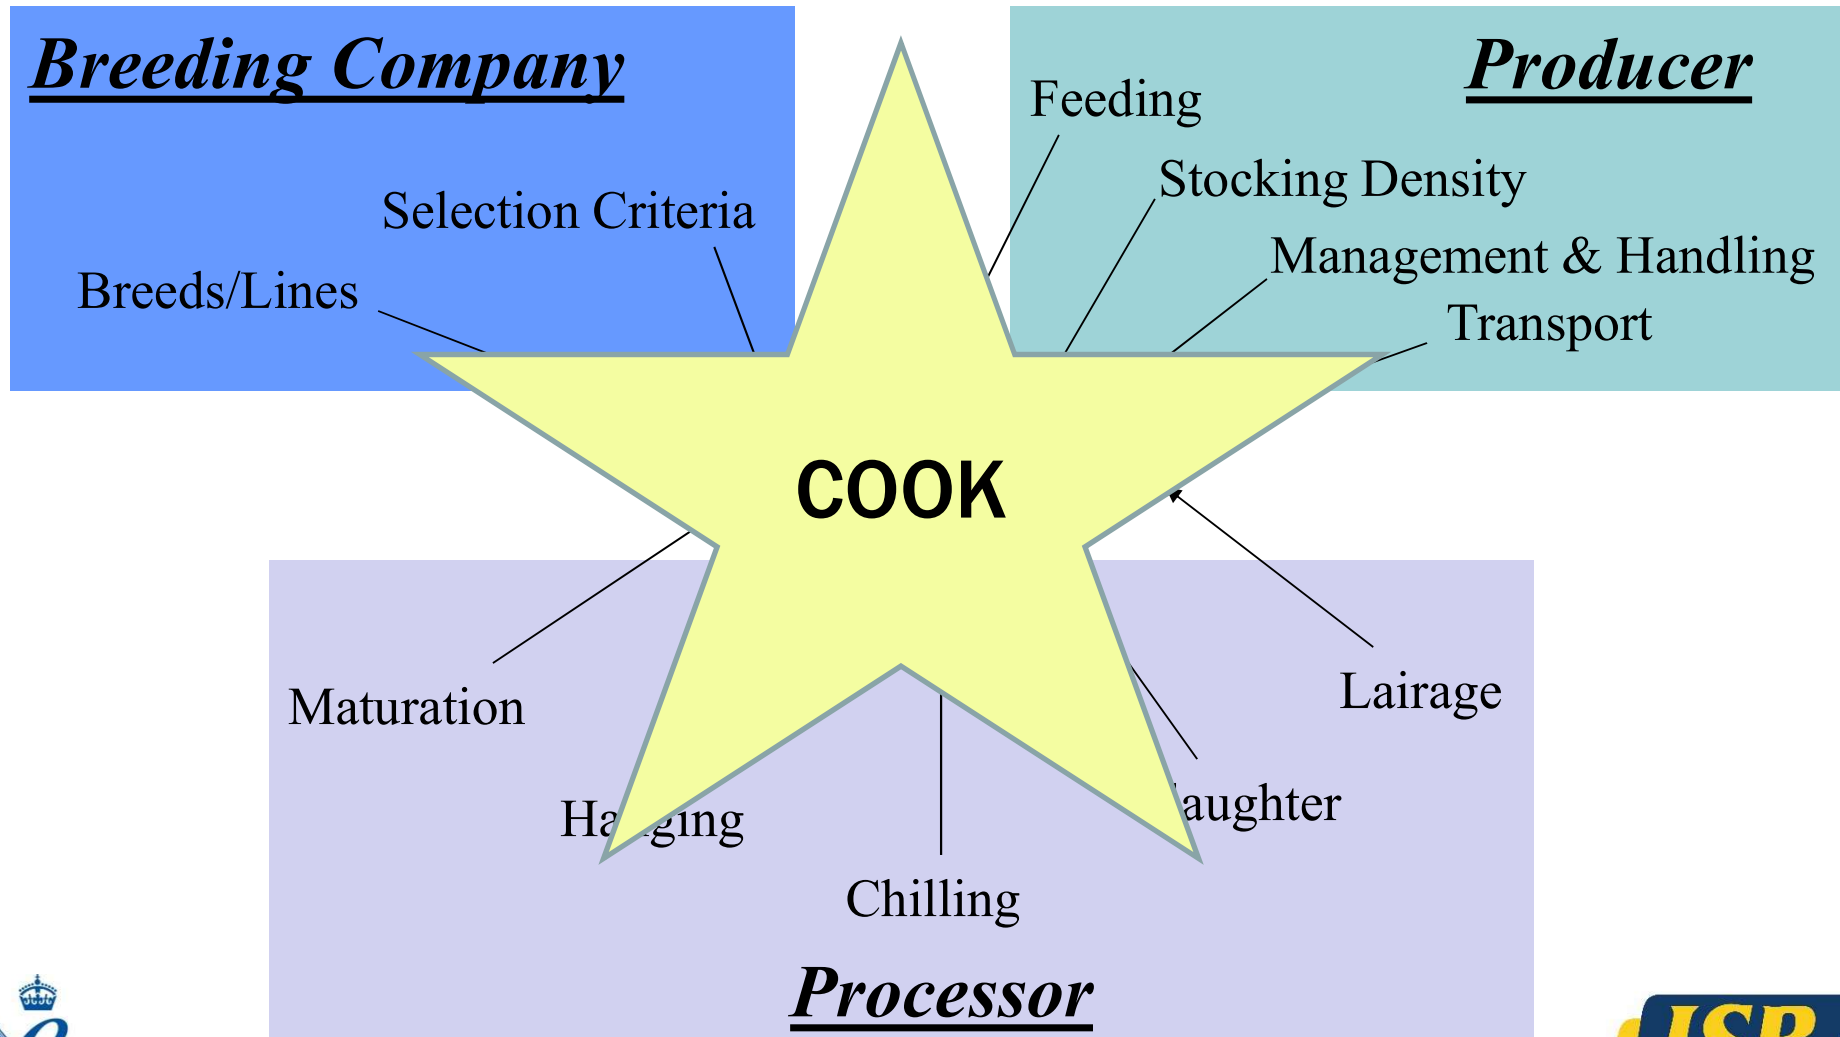 Breeding Company
Producer
Feeding
Stocking Density
Selection Criteria
Management & Handling
Breeds/Lines
Transport
COOK
Lairage
Maturation
Chilling
Processor